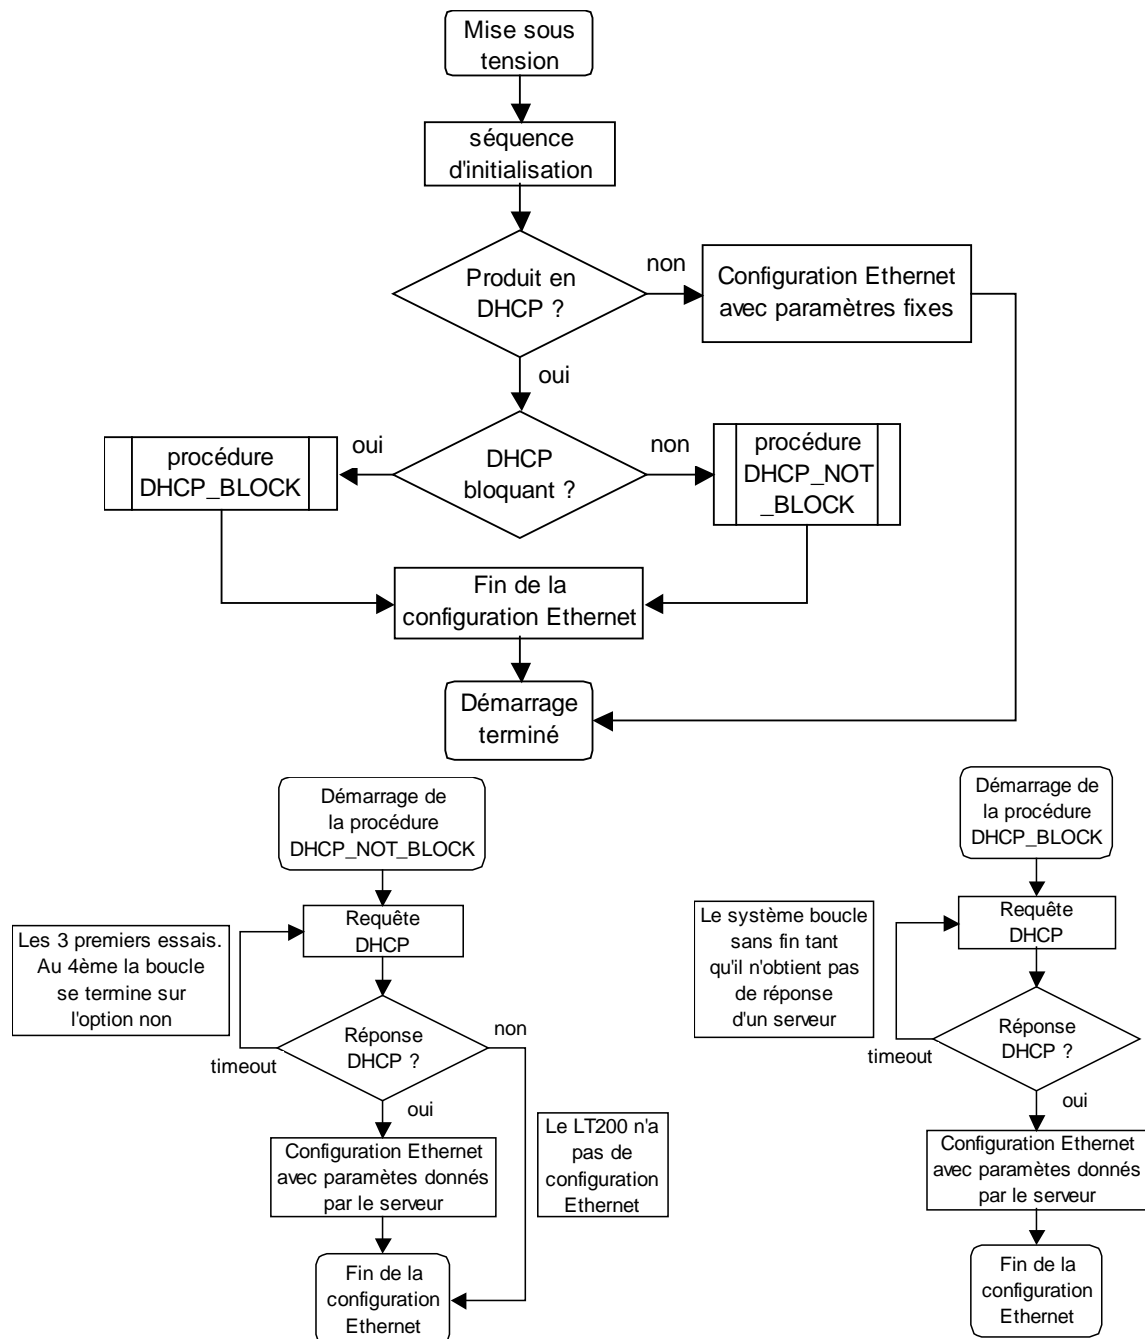 Mise sous
tension
séquence
d'initialisation
Produit en
DHCP ?
non
Configuration Ethernet
avec paramètres fixes
oui
oui
procédure
DHCP_BLOCK
DHCP
bloquant ?
non
procédure
DHCP_NOT
_BLOCK
Fin de la
configuration Ethernet
Démarrage
terminé
Démarrage de
la procédure
DHCP_NOT_BLOCK
Requête
DHCP
Les 3 premiers essais.
Au 4ème la boucle
se termine sur
l'option non
Réponse
DHCP ?
non
timeout
oui
Configuration Ethernet
avec paramètes donnés
par le serveur
Le LT200 n'a
pas de
configuration
Ethernet
Fin de la
configuration
Ethernet
Démarrage de
la procédure
DHCP_BLOCK
Requête
DHCP
Le système boucle
sans fin tant
qu'il n'obtient pas
de réponse
d'un serveur
Réponse
DHCP ?
timeout
oui
Configuration Ethernet
avec paramètes donnés
par le serveur
Fin de la
configuration
Ethernet